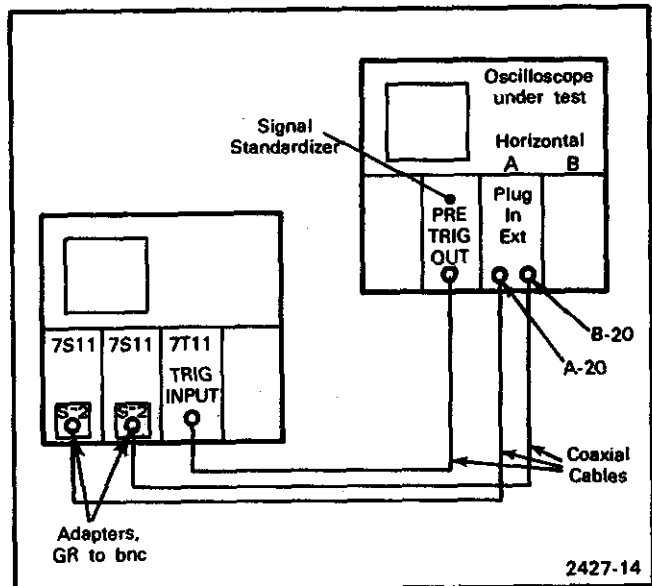 Oscilloscope
under test
Signal
Standardizer
Horizontal
A B
PRE
TRIG
OUT
Plug
In
Ext
B-20
A-20
7S11 7S11 7T11
TRIG
INPUT
S-2 S-2
Coaxial
Cables
Adapters,
GR to bnc
2427-14